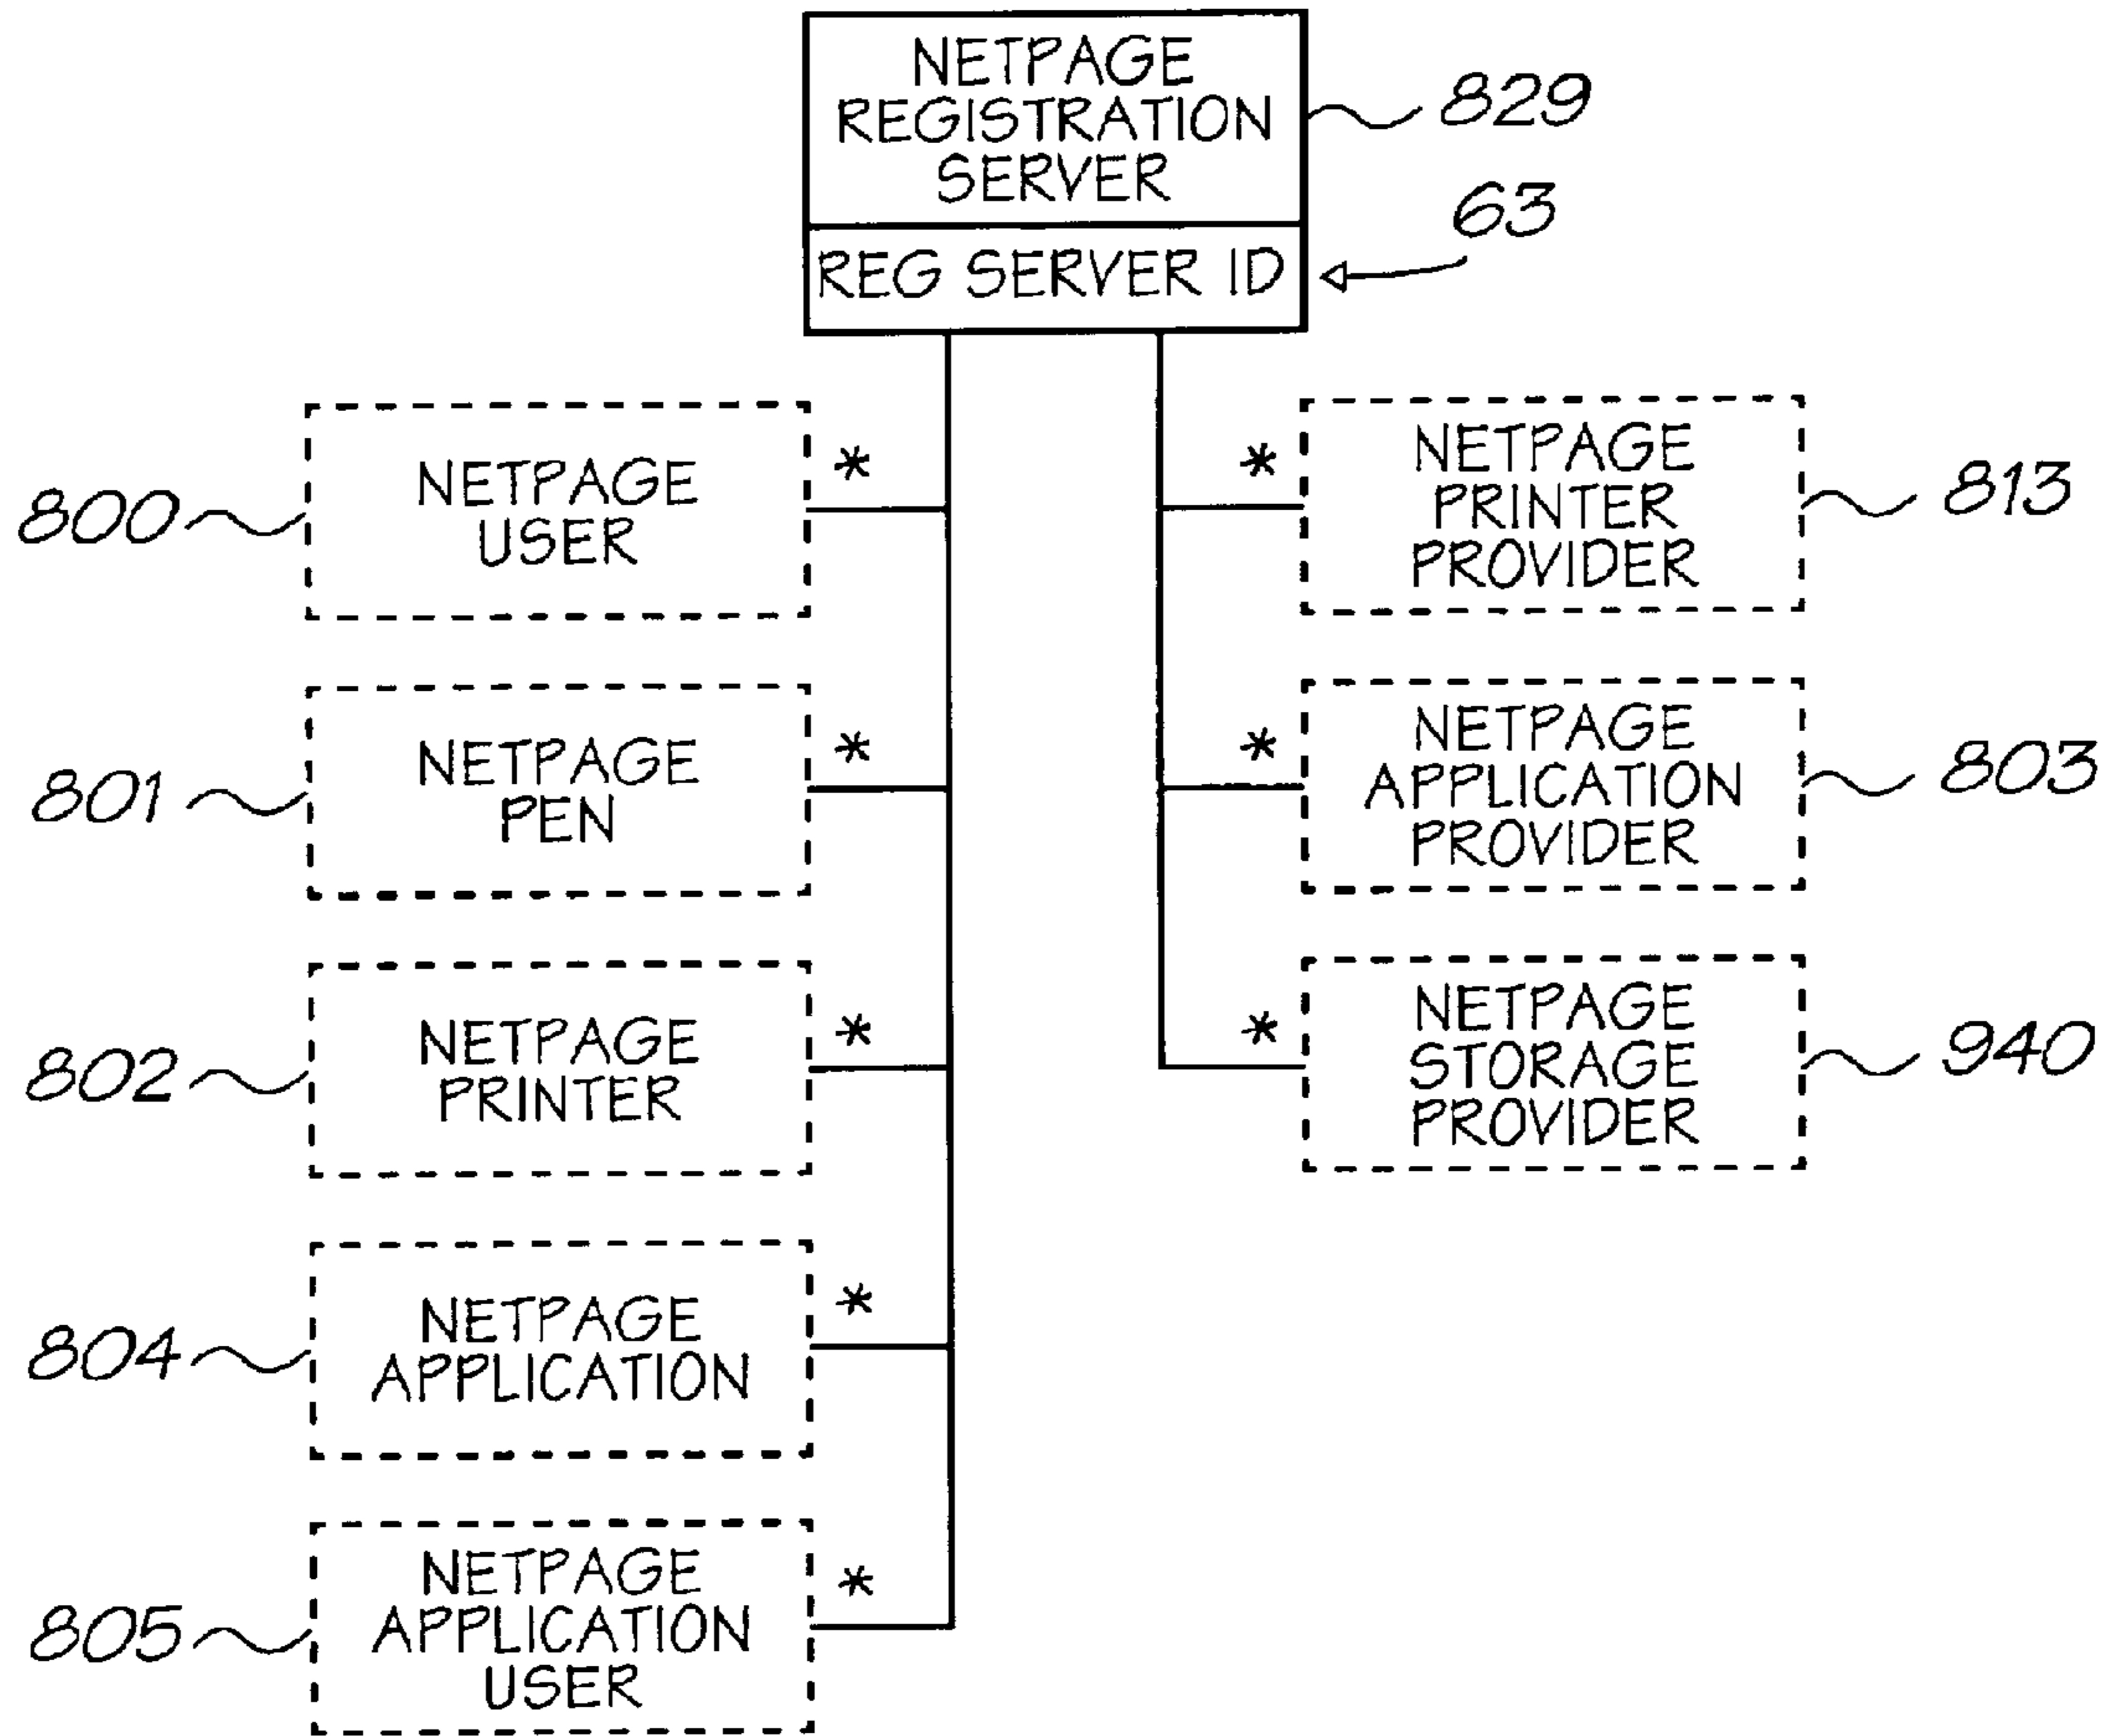 NETPAGE
REGISTRATION
SERVER
829
63
REG SERVER ID
800
NETPAGE
USER
*
*
NETPAGE
PRINTER
PROVIDER
813
801
NETPAGE
PEN
*
*
NETPAGE
APPLICATION
PROVIDER
803
802
NETPAGE
PRINTER
*
*
NETPAGE
STORAGE
PROVIDER
940
804
NETPAGE
APPLICATION
*
805
NETPAGE
APPLICATION
USER
*